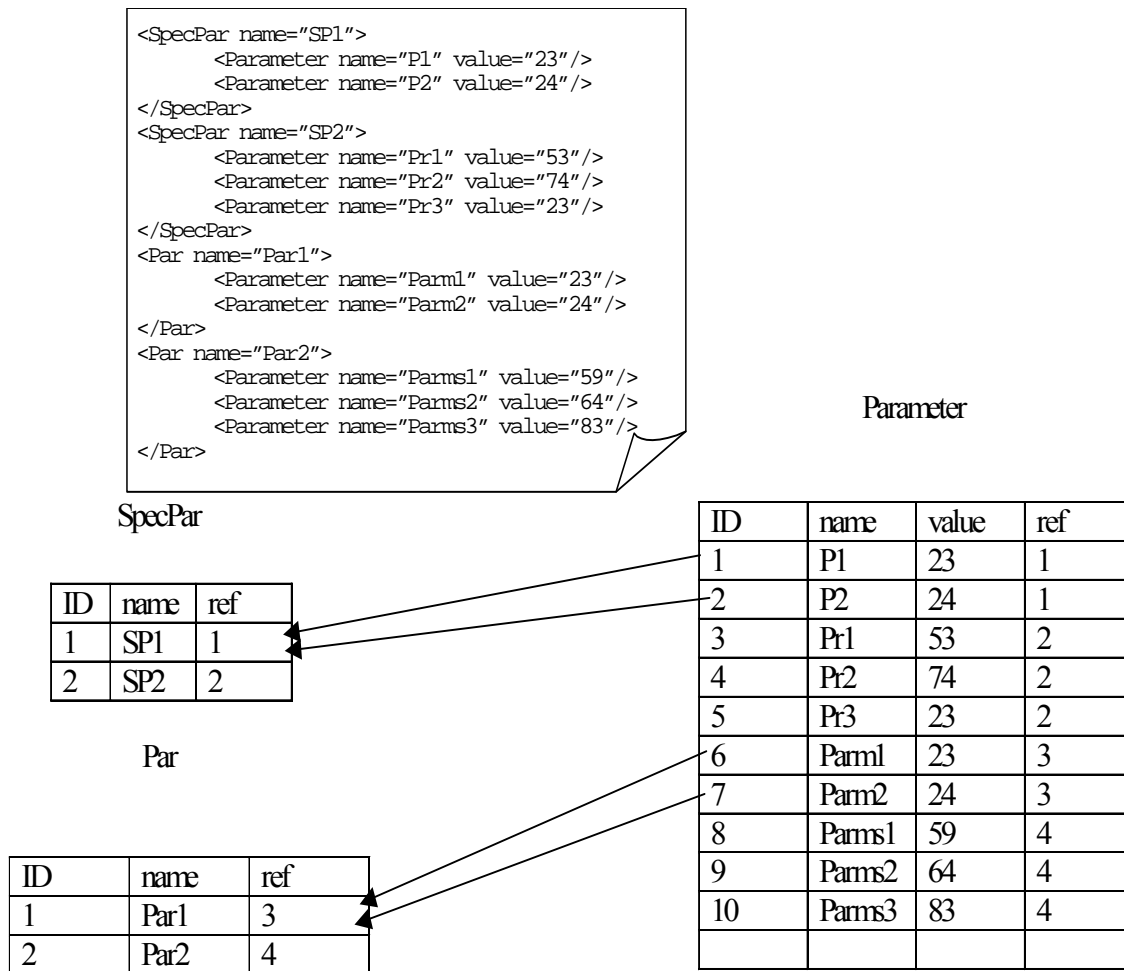 <SpecPar name="SP1">
<Parameter name="P1" value="23"/>
<Parameter name="P2" value="24"/>
</SpecPar>
<SpecPar name="SP2">
<Parameter name="Pr1" value="53"/>
<Parameter name="Pr2" value="74"/>
<Parameter name="Pr3" value="23"/>
</SpecPar>
<Par name="Par1">
<Parameter name="Parm1" value="23"/>
<Parameter name="Parm2" value="24"/>
</Par>
<Par name="Par2">
<Parameter name="Parms1" value="59"/>
<Parameter name="Parms2" value="64"/>
<Parameter name="Parms3" value="83"/>
</Par>
SpecPar
ID name ref
1 SP1 1
2 SP2 2
Par
ID name ref
1 Par1 3
2 Par2 4
Parameter
ID name value ref
1 P1 23 1
2 P2 24 1
3 Pr1 53 2
4 Pr2 74 2
5 Pr3 23 2
6 Parm1 23 3
7 Parm2 24 3
8 Parms1 59 4
9 Parms2 64 4
10 Parms3 83 4